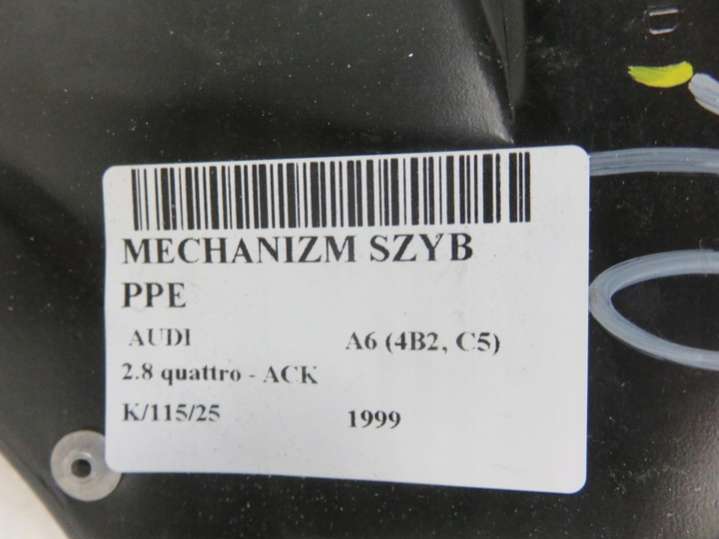 MECHANIZM SZYB
PPE
AUDI A6 (4B2, C5)
2.8 quattro - ACK
K/115/25 1999